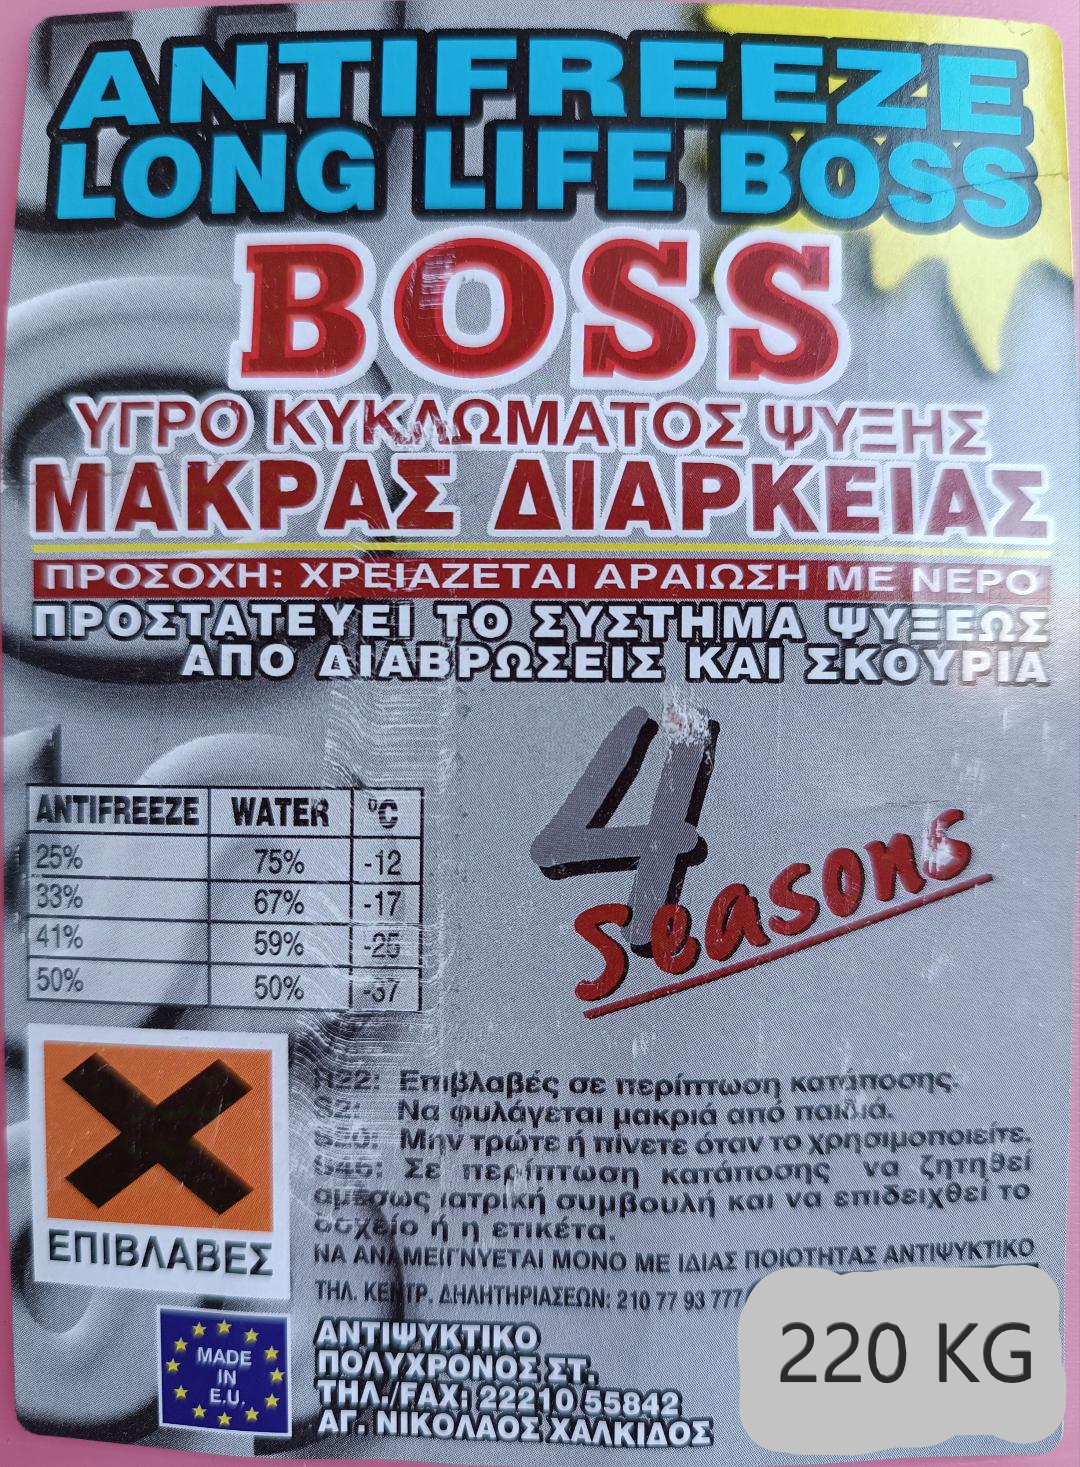 ANTIFREEZE
LONG LIFE BOSS
BOSS
ΥΓΡΟ ΚΥΚΛΩΜΑΤΟΣ ΨΥΞΗΣ
ΜΑΚΡΑΣ ΔΙΑΡΚΕΙΑΣ
ΠΡΟΣΟΧΗ: ΧΡΕΙΑΖΕΤΑΙ ΑΡΑΙΩΣΗ ΜΕ ΝΕΡΟ
ΠΡΟΣΤΑΤΕΥΕΙ ΤΟ ΣΥΣΤΗΜΑ ΨΥΞΕΩΣ
ΑΠΟ ΔΙΑΒΡΩΣΕΙΣ ΚΑΙ ΣΚΟΥΡΙΑ
4
Seasons
ANTIFREEZE WATER °C
25% 75% -12
33% 67% -17
41% 59% -25
50% 50% -37
R22: Επιβλαβές σε περίπτωση κατάποσης.
S2: Να φυλάγεται μακριά από παιδιά.
S20: Μην τρώτε ή πίνετε όταν το χρησιμοποιείτε.
S46: Σε περίπτωση κατάποσης να ζητηθεί
αμέσως ιατρική συμβουλή και να επιδειχθεί το
δοχείο ή η ετικέτα.
ΝΑ ΑΝΑΜΕΙΓΝΥΕΤΑΙ ΜΟΝΟ ΜΕ ΙΔΙΑΣ ΠΟΙΟΤΗΤΑΣ ΑΝΤΙΨΥΚΤΙΚΟ
ΤΗΛ. ΚΕΝΤΡ. ΔΗΛΗΤΗΡΙΑΣΕΩΝ: 210 77 93 777
ΕΠΙΒΛΑΒΕΣ
MADE
IN
E.U.
ΑΝΤΙΨΥΚΤΙΚΟ
ΠΟΛΥΧΡΟΝΟΣ ΣΤ.
ΤΗΛ./FAX: 22210 55842
ΑΓ. ΝΙΚΟΛΑΟΣ ΧΑΛΚΙΔΟΣ
220 KG